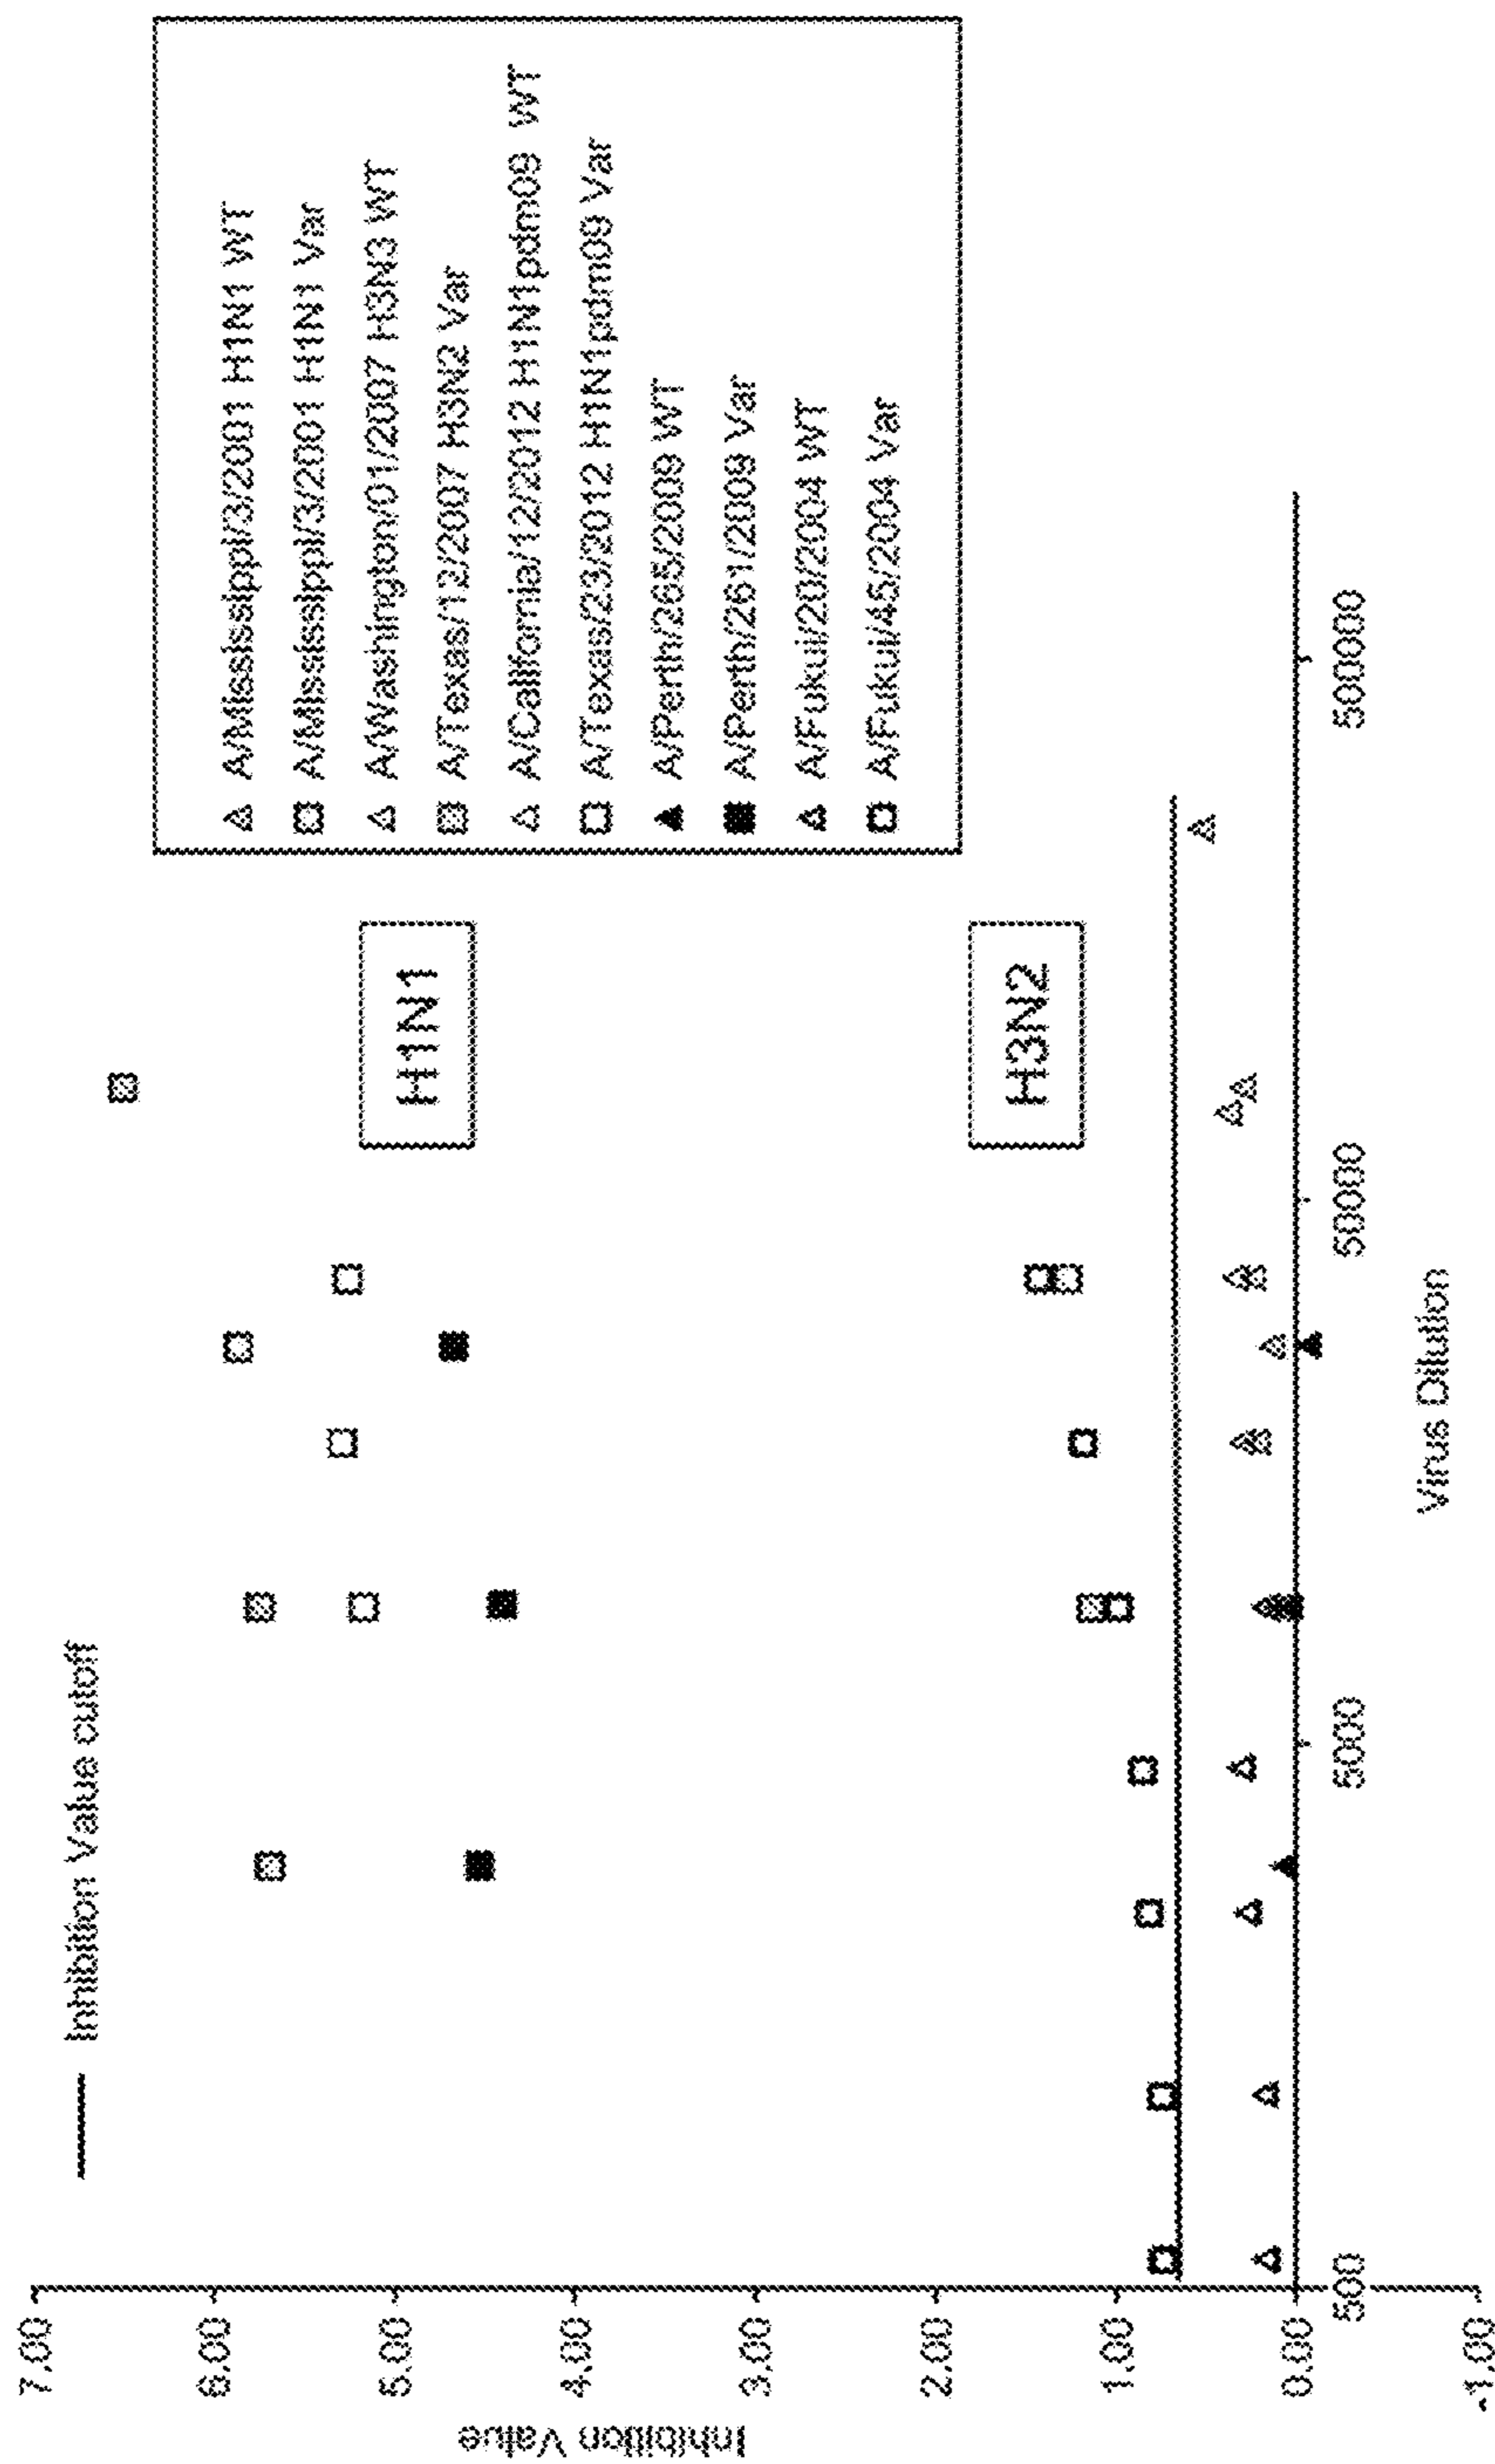 Inhibition Value cutoff
A/Mississippi/3/2001 H1N1 WT
A/Mississippi/3/2001 H1N1 Var
A/Washington/01/2007 H3N3 WT
A/Texas/12/2007 H3N2 Var
A/California/12/2012 H1N1pdm09 WT
A/Texas/23/2012 H1N1pdm09 Var
A/Perth/265/2009 WT
A/Perth/261/2009 Var
A/Fukui/20/2004 WT
A/Fukui/45/2004 Var
H1N1
H3N2
Inhibition Value
7.00
6.00
5.00
4.00
3.00
2.00
1.00
0.00
-1.00
500
5000
50000
500000
Virus Dilution